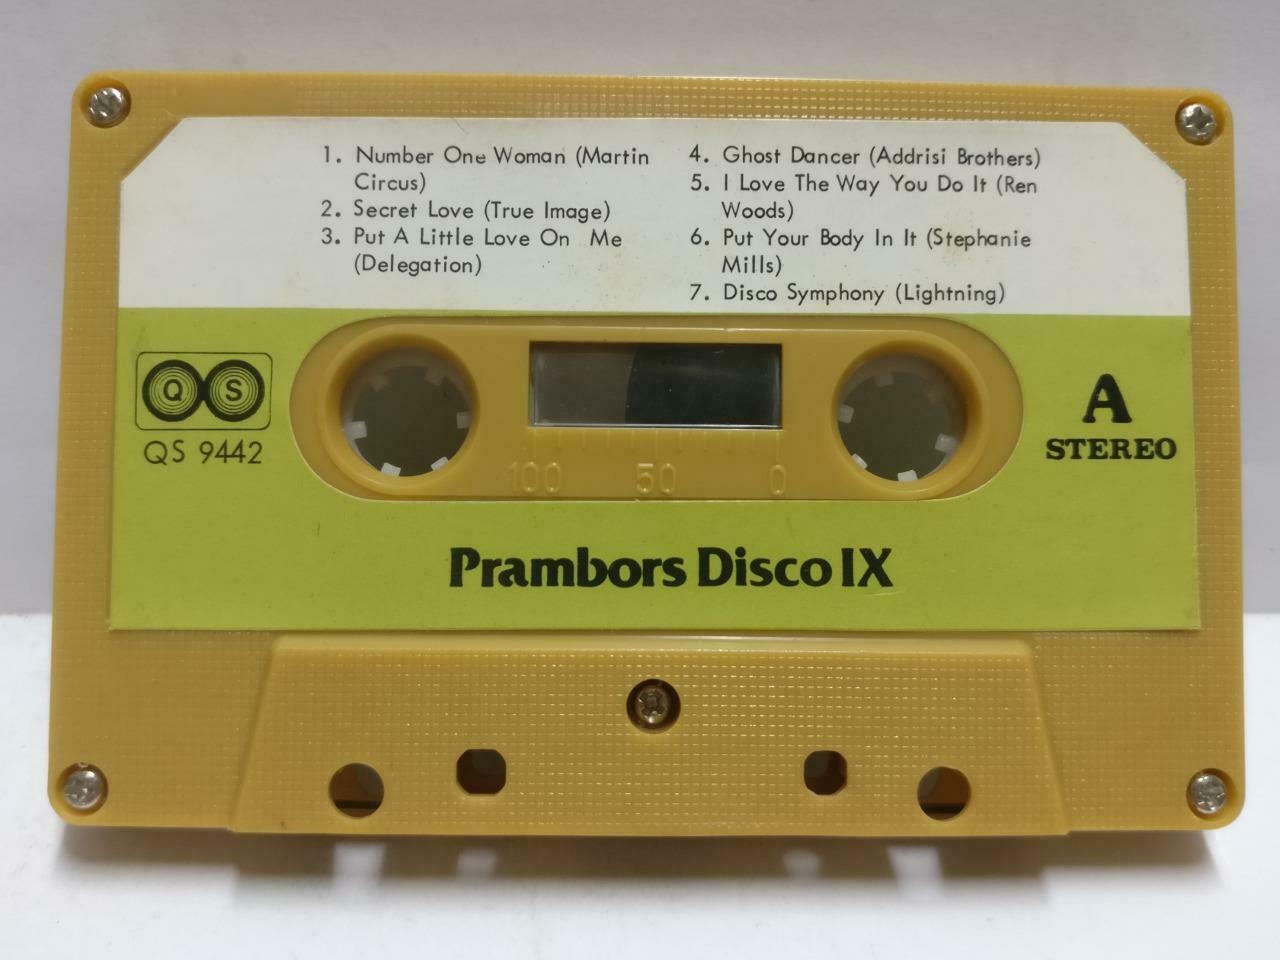 1. Number One Woman (Martin
Circus)
2. Secret Love (True Image)
3. Put A Little Love On Me
(Delegation)
4. Ghost Dancer (Addrisi Brothers)
5. I Love The Way You Do It (Ren
Woods)
6. Put Your Body In It (Stephanie
Mills)
7. Disco Symphony (Lightning)
Q S
QS 9442
A
STEREO
100 50 0
Prambors Disco IX